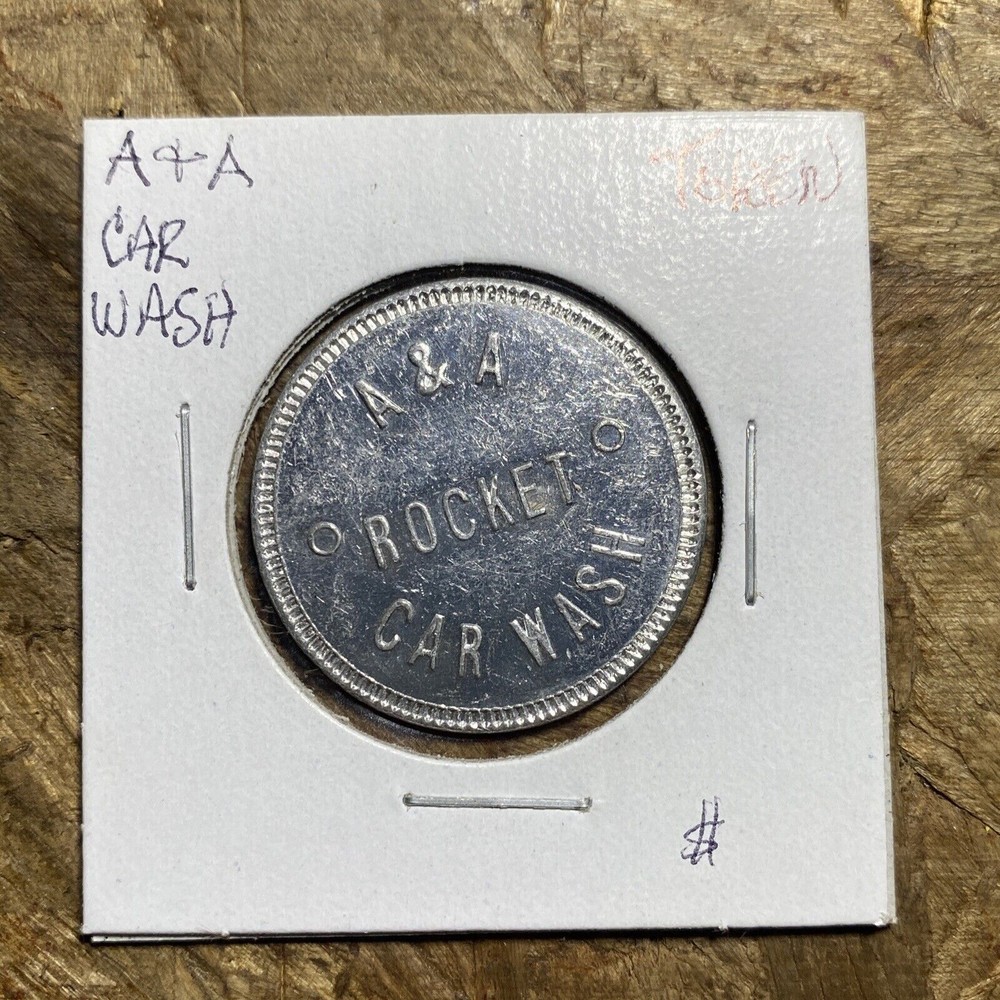 A & A
CAR
WASH
TOKEN
A & A
ROCKET
CAR WASH
#